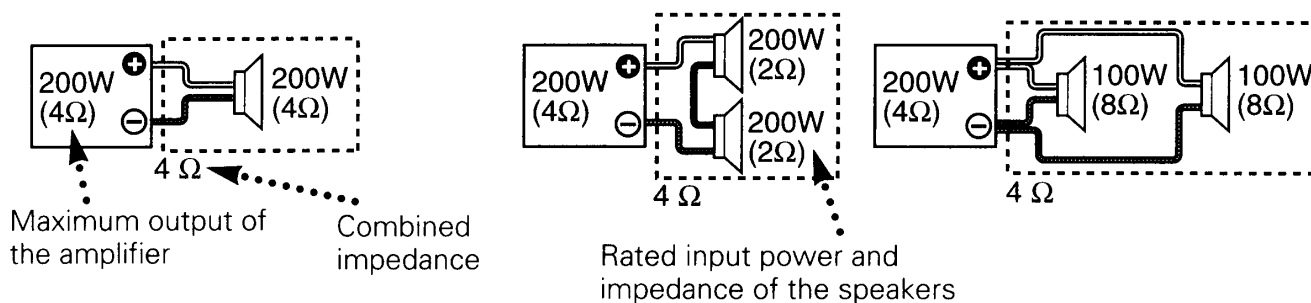 200W
(4Ω)
+
−
200W
(4Ω)
4 Ω
Maximum output of
the amplifier
Combined
impedance
200W
(4Ω)
+
−
200W
(2Ω)
200W
(2Ω)
4 Ω
Rated input power and
impedance of the speakers
200W
(4Ω)
+
−
100W
(8Ω)
100W
(8Ω)
4 Ω